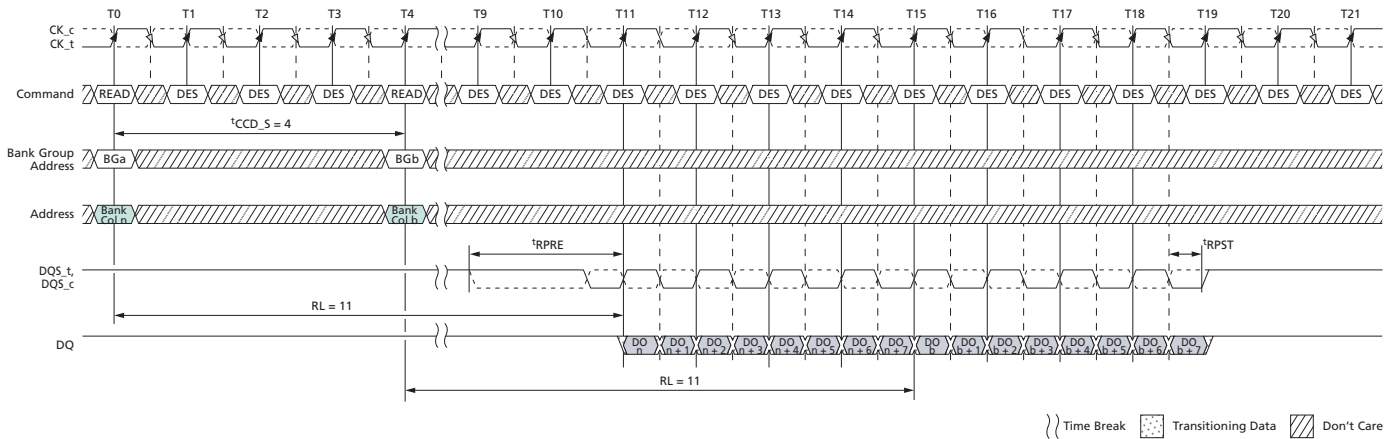 T0 T1 T2 T3 T4 T9 T10 T11 T12 T13 T14 T15 T16 T17 T18 T19 T20 T21
CK_c
CK_t
Command READ DES DES DES READ DES DES DES DES DES DES DES DES DES DES DES DES DES
tCCD_S = 4
Bank Group
Address
BGa BGb
Address
Bank
Col n
Bank
Col b
tRPRE tRPST
DQS_t,
DQS_c
RL = 11
DQ
DO
n
DO
n + 1
DO
n + 2
DO
n + 3
DO
n + 4
DO
n + 5
DO
n + 6
DO
n + 7
DO
b
DO
b + 1
DO
b + 2
DO
b + 3
DO
b + 4
DO
b + 5
DO
b + 6
DO
b + 7
RL = 11
Time Break Transitioning Data Don't Care